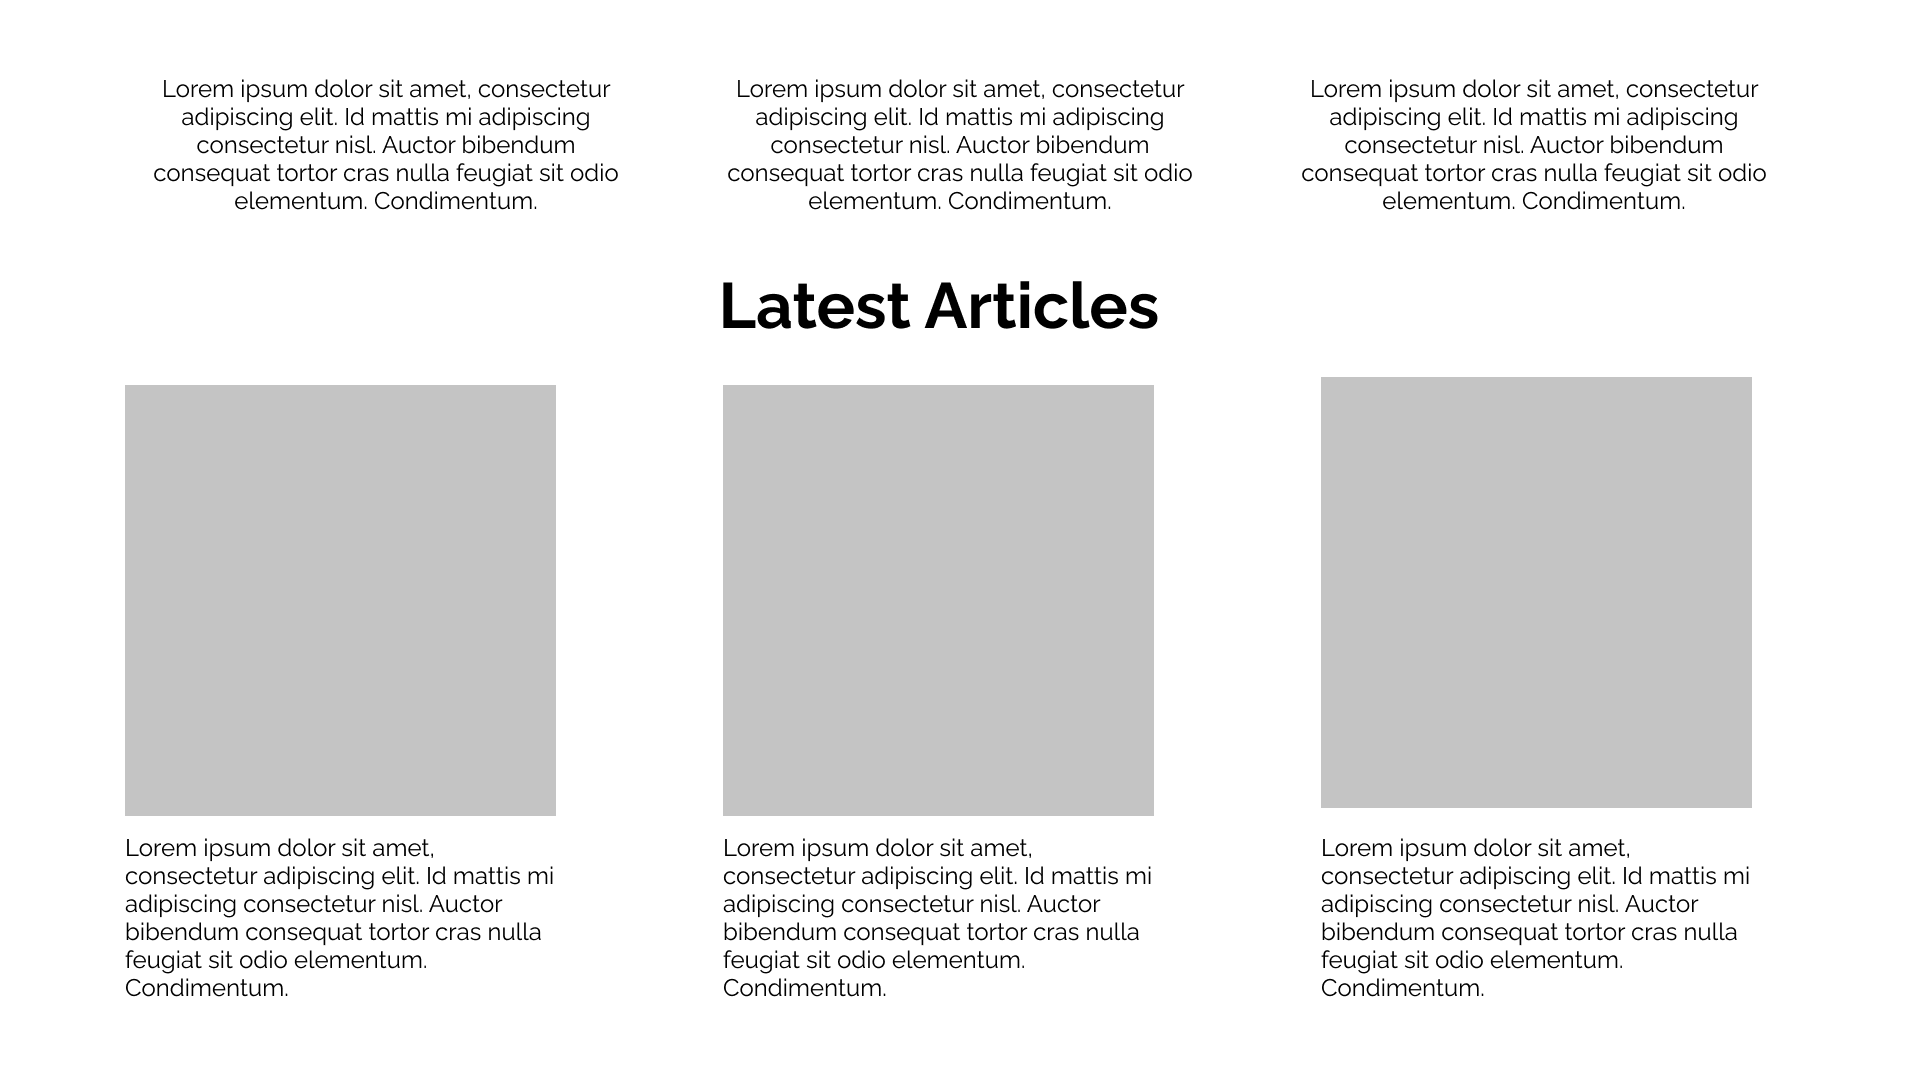 Lorem ipsum dolor sit amet, consectetur
adipiscing elit. Id mattis mi adipiscing
consectetur nisl. Auctor bibendum
consequat tortor cras nulla feugiat sit odio
elementum. Condimentum.
Lorem ipsum dolor sit amet, consectetur
adipiscing elit. Id mattis mi adipiscing
consectetur nisl. Auctor bibendum
consequat tortor cras nulla feugiat sit odio
elementum. Condimentum.
Lorem ipsum dolor sit amet, consectetur
adipiscing elit. Id mattis mi adipiscing
consectetur nisl. Auctor bibendum
consequat tortor cras nulla feugiat sit odio
elementum. Condimentum.
Latest Articles
Lorem ipsum dolor sit amet,
consectetur adipiscing elit. Id mattis mi
adipiscing consectetur nisl. Auctor
bibendum consequat tortor cras nulla
feugiat sit odio elementum.
Condimentum.
Lorem ipsum dolor sit amet,
consectetur adipiscing elit. Id mattis mi
adipiscing consectetur nisl. Auctor
bibendum consequat tortor cras nulla
feugiat sit odio elementum.
Condimentum.
Lorem ipsum dolor sit amet,
consectetur adipiscing elit. Id mattis mi
adipiscing consectetur nisl. Auctor
bibendum consequat tortor cras nulla
feugiat sit odio elementum.
Condimentum.